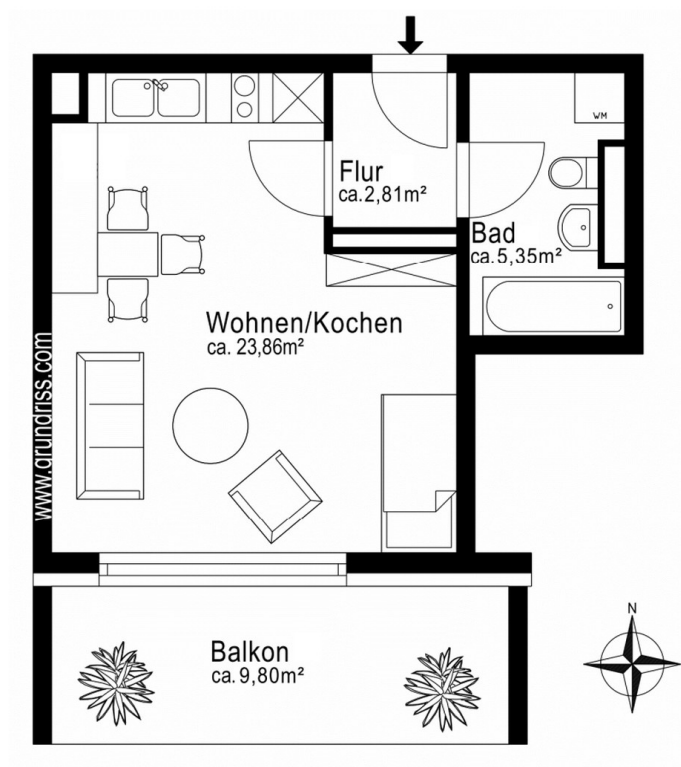 WM
Flur
ca.2,81m²
Bad
ca.5,35m²
Wohnen/Kochen
ca. 23,86m²
www.grundriss.com
N
Balkon
ca.9,80m²